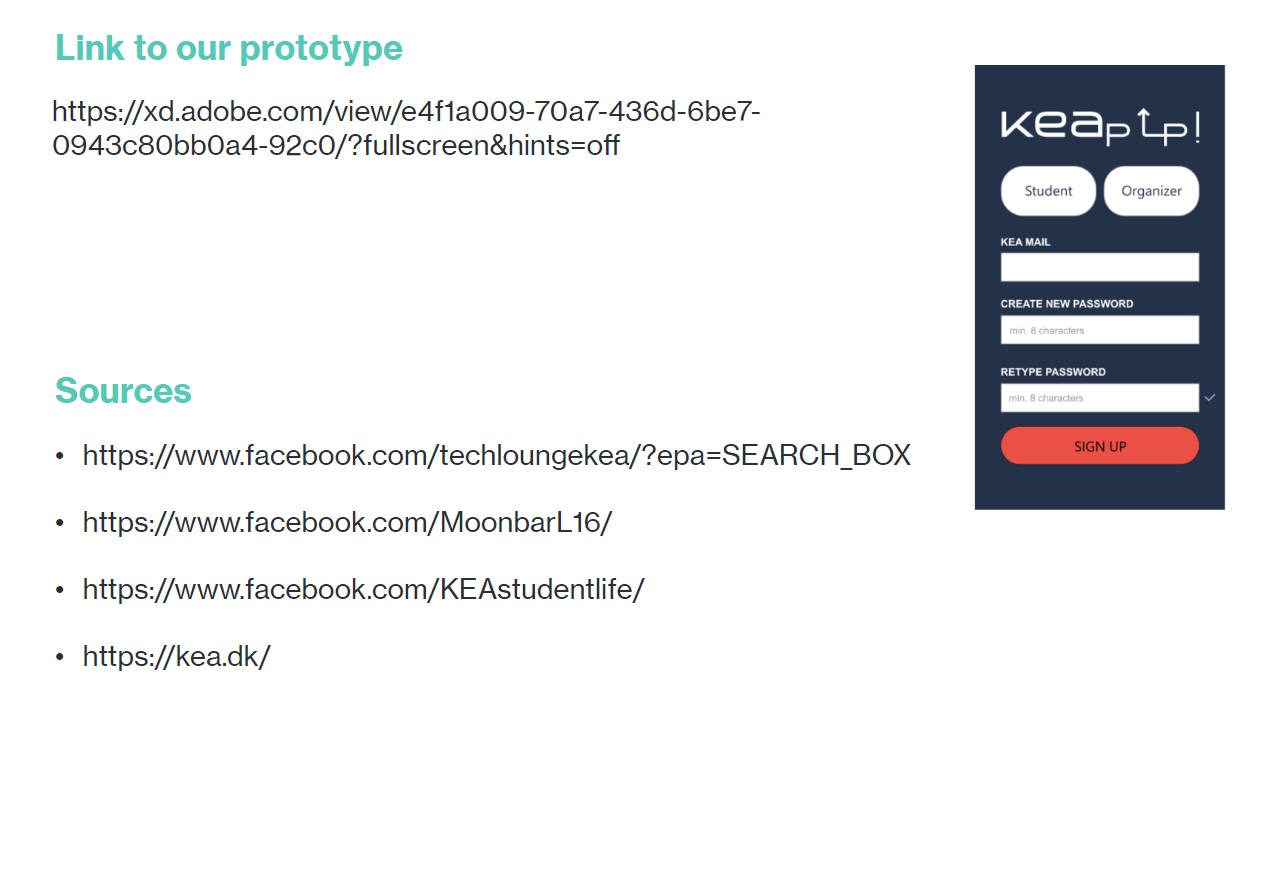 Link to our prototype
https://xd.adobe.com/view/e4f1a009-70a7-436d-6be7-
0943c80bb0a4-92c0/?fullscreen&hints=off
Sources
• https://www.facebook.com/techloungekea/?epa=SEARCH_BOX
• https://www.facebook.com/MoonbarL16/
• https://www.facebook.com/KEAstudentlife/
• https://kea.dk/
keap up!
Student Organizer
KEA MAIL
CREATE NEW PASSWORD
min. 8 characters
RETYPE PASSWORD
min. 8 characters
SIGN UP